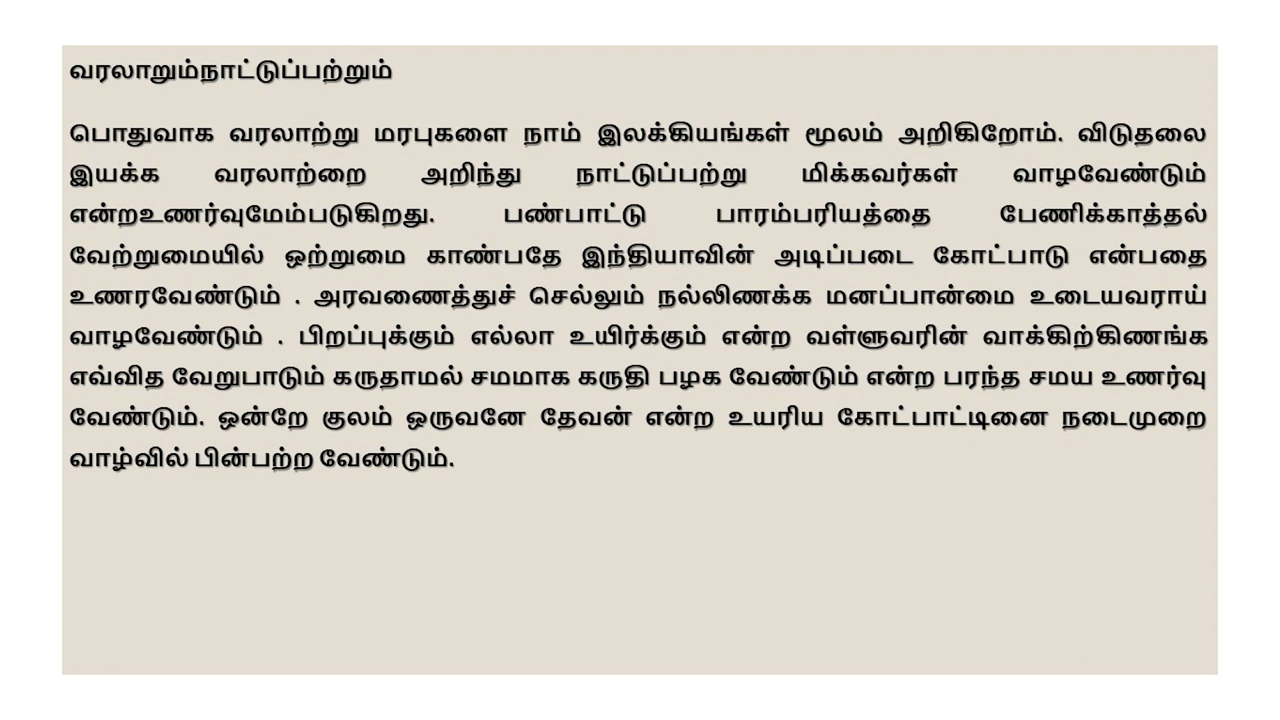 வரலாறும்நாட்டுப்பற்றும்
பொதுவாக வரலாற்று மரபுகளை நாம் இலக்கியங்கள் மூலம் அறிகிறோம். விடுதலை
இயக்க வரலாற்றை அறிந்து நாட்டுப்பற்று மிக்கவர்கள் வாழவேண்டும்
என்றஉணர்வுமேம்படுகிறது. பண்பாட்டு பாரம்பரியத்தை பேணிக்காத்தல்
வேற்றுமையில் ஒற்றுமை காண்பதே இந்தியாவின் அடிப்படை கோட்பாடு என்பதை
உணரவேண்டும் . அரவணைத்துச் செல்லும் நல்லிணக்க மனப்பான்மை உடையவராய்
வாழவேண்டும் . பிறப்புக்கும் எல்லா உயிர்க்கும் என்ற வள்ளுவரின் வாக்கிற்கிணங்க
எவ்வித வேறுபாடும் கருதாமல் சமமாக கருதி பழக வேண்டும் என்ற பரந்த சமய உணர்வு
வேண்டும். ஒன்றே குலம் ஒருவனே தேவன் என்ற உயரிய கோட்பாட்டினை நடைமுறை
வாழ்வில் பின்பற்ற வேண்டும்.